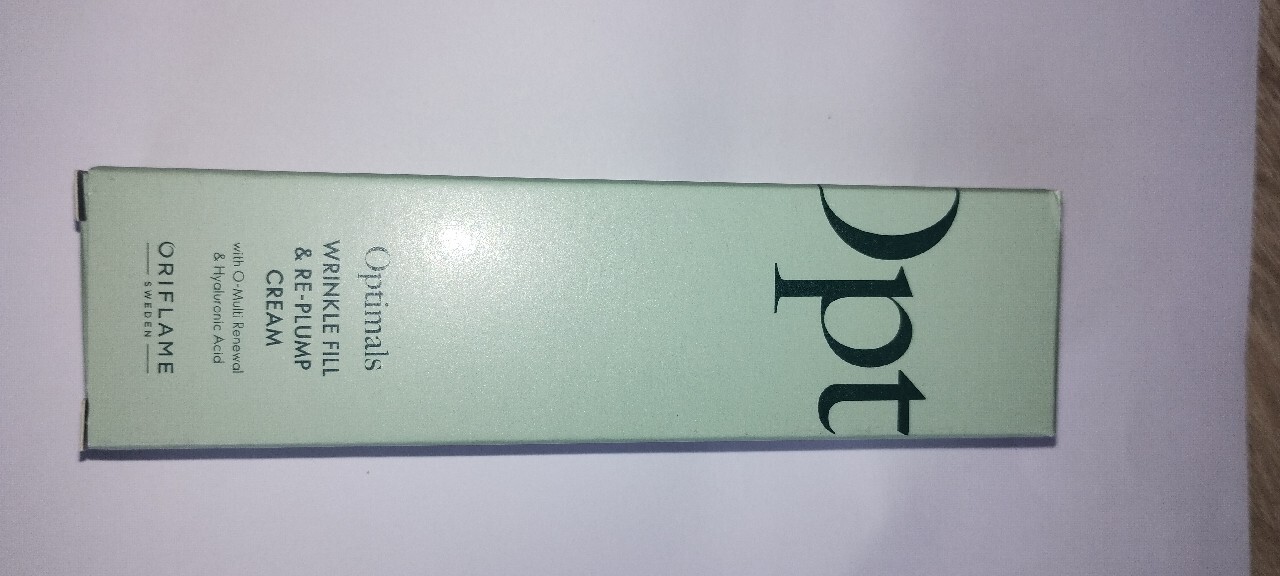 Opt
Optimals
WRINKLE FILL
& RE-PLUMP
CREAM
with O-Multi Renewal
& Hyaluronic Acid
ORIFLAME
SWEDEN